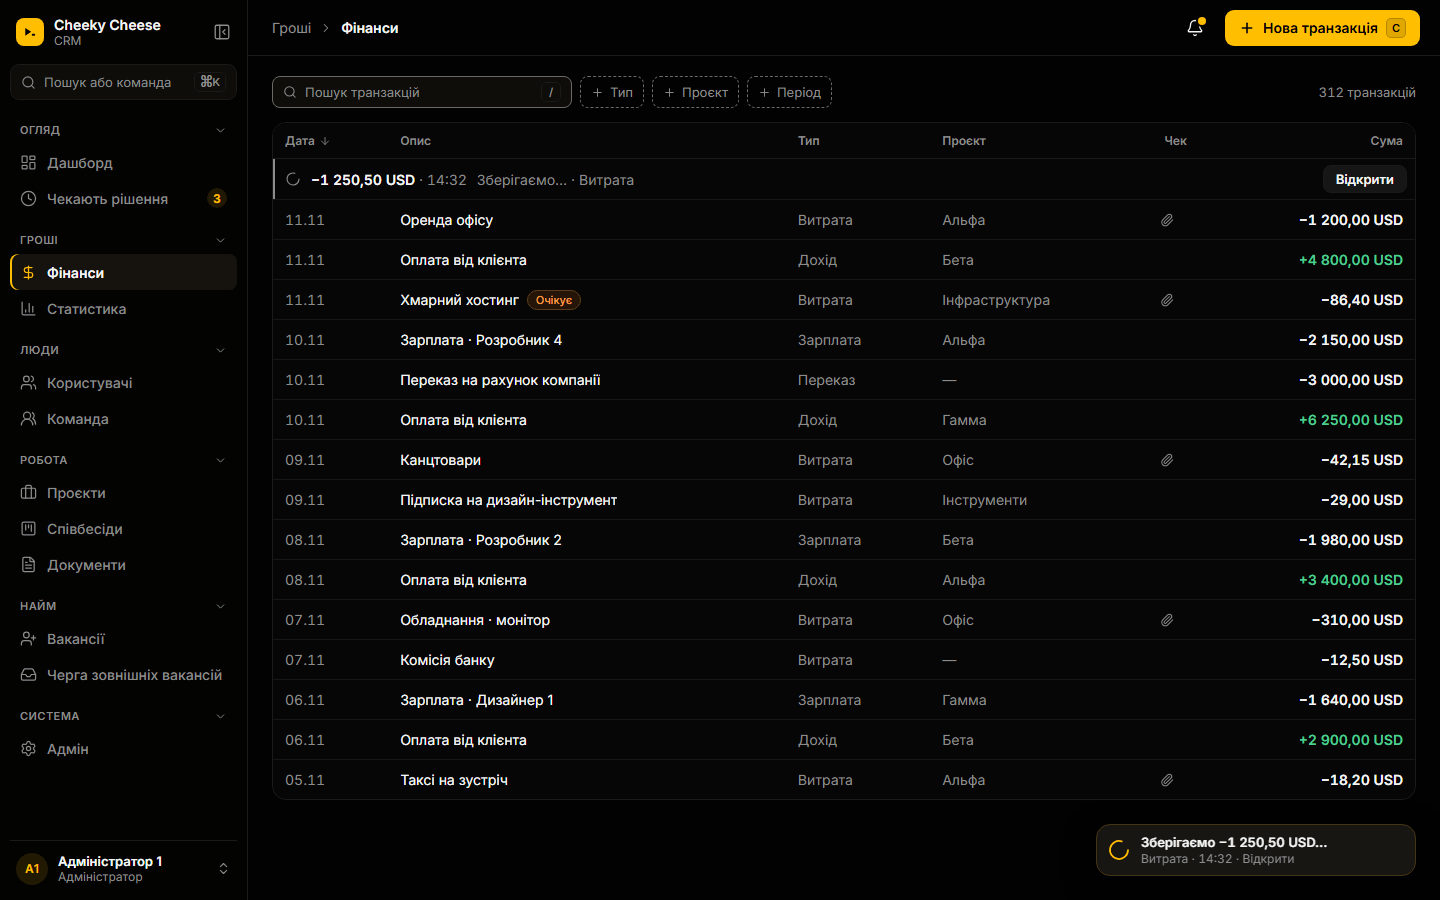 Cheeky Cheese
CRM
Пошук або команда ⌘K
ОГЛЯД
Дашборд
Чекають рішення 3
ГРОШІ
Фінанси
Статистика
ЛЮДИ
Користувачі
Команда
РОБОТА
Проєкти
Співбесіди
Документи
НАЙМ
Вакансії
Черга зовнішніх вакансій
СИСТЕМА
Адмін
A1 Адміністратор 1
Адміністратор
Гроші > Фінанси
+ Нова транзакція C
Пошук транзакцій /
+ Тип
+ Проєкт
+ Період
312 транзакцій
Дата ↓ Опис Тип Проєкт Чек Сума
−1 250,50 USD · 14:32 Зберігаємо... · Витрата Відкрити
11.11 Оренда офісу Витрата Альфа −1 200,00 USD
11.11 Оплата від клієнта Дохід Бета +4 800,00 USD
11.11 Хмарний хостинг Очікує Витрата Інфраструктура −86,40 USD
10.11 Зарплата · Розробник 4 Зарплата Альфа −2 150,00 USD
10.11 Переказ на рахунок компанії Переказ — −3 000,00 USD
10.11 Оплата від клієнта Дохід Гамма +6 250,00 USD
09.11 Канцтовари Витрата Офіс −42,15 USD
09.11 Підписка на дизайн-інструмент Витрата Інструменти −29,00 USD
08.11 Зарплата · Розробник 2 Зарплата Бета −1 980,00 USD
08.11 Оплата від клієнта Дохід Альфа +3 400,00 USD
07.11 Обладнання · монітор Витрата Офіс −310,00 USD
07.11 Комісія банку Витрата — −12,50 USD
06.11 Зарплата · Дизайнер 1 Зарплата Гамма −1 640,00 USD
06.11 Оплата від клієнта Дохід Бета +2 900,00 USD
05.11 Таксі на зустріч Витрата Альфа −18,20 USD
Зберігаємо −1 250,50 USD...
Витрата · 14:32 · Відкрити